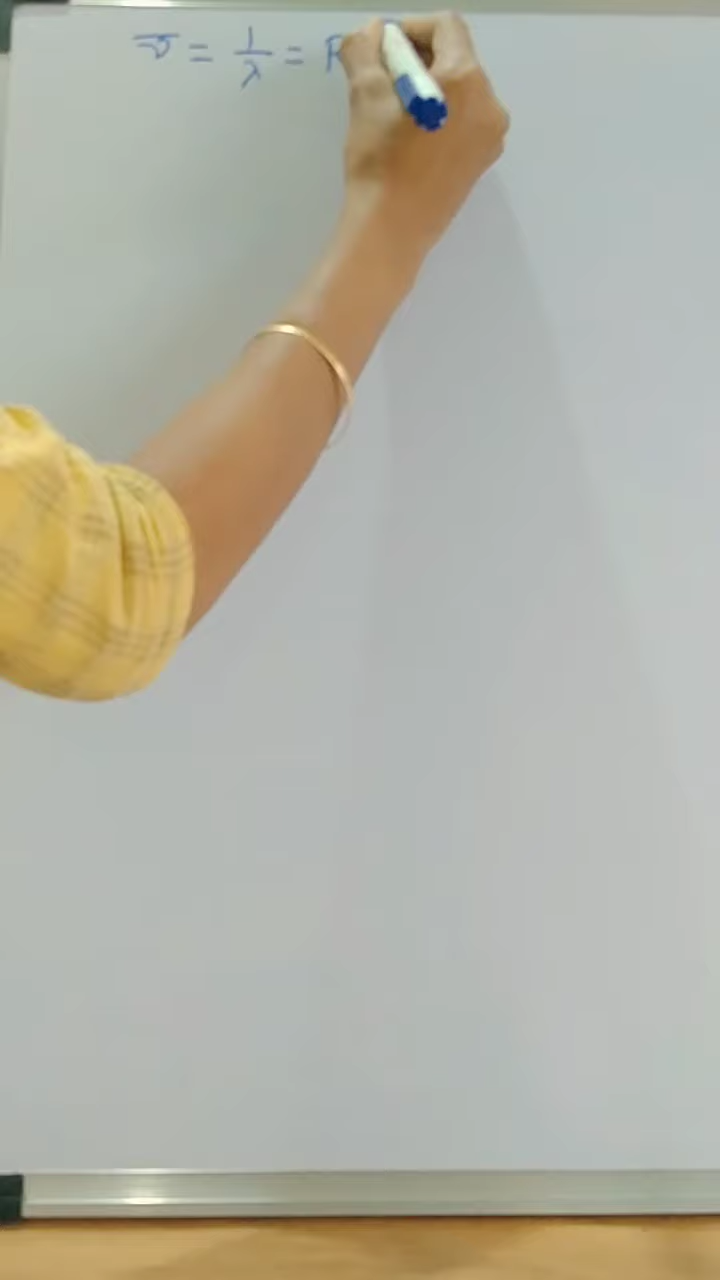 ν̅ = 1/λ = R